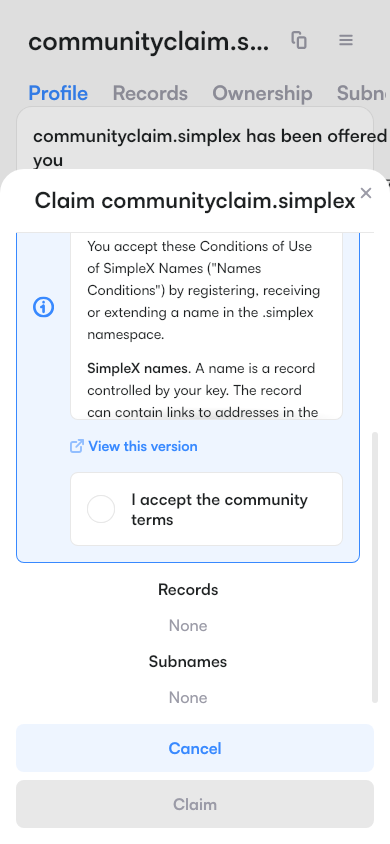 communityclaim.s...
Profile Records Ownership Subn
communityclaim.simplex has been offered
you
Claim communityclaim.simplex
You accept these Conditions of Use
of SimpleX Names ("Names
Conditions") by registering, receiving
or extending a name in the .simplex
namespace.
SimpleX names. A name is a record
controlled by your key. The record
can contain links to addresses in the
View this version
I accept the community
terms
Records
None
Subnames
None
Cancel
Claim